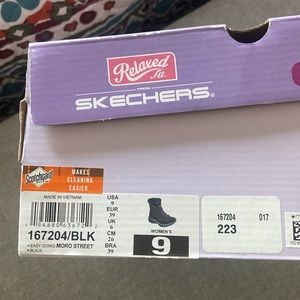 Relaxed
Fit.
FROM
SKECHERS
Scotchgard
MAKES
CLEANING
EASIER.
MADE IN VIETNAM
USA
9
EUR
39
UK
6
CM
26
BRA
39
WOMEN'S
9
167204 017
223
167204/BLK
• EASY GOING MORO STREET
• BLACK